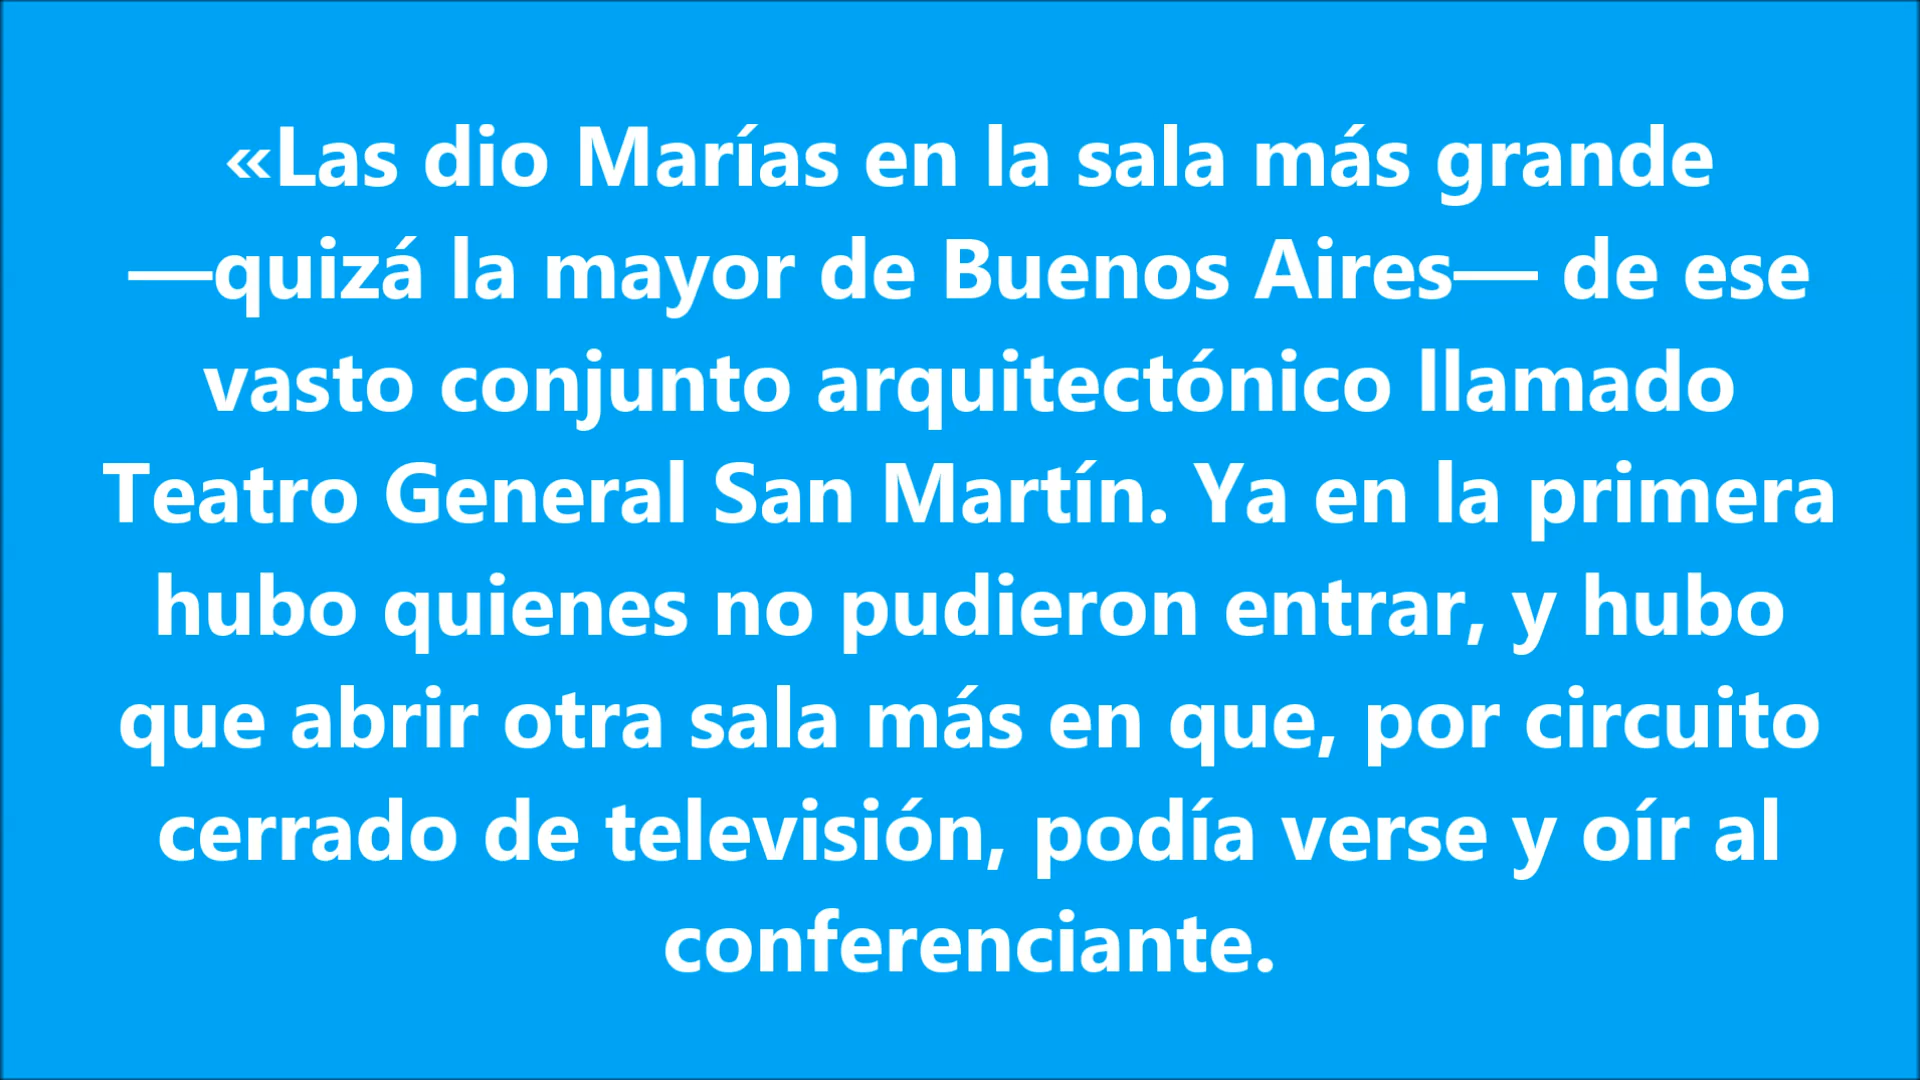 «Las dio Marías en la sala más grande
—quizá la mayor de Buenos Aires— de ese
vasto conjunto arquitectónico llamado
Teatro General San Martín. Ya en la primera
hubo quienes no pudieron entrar, y hubo
que abrir otra sala más en que, por circuito
cerrado de televisión, podía verse y oír al
conferenciante.